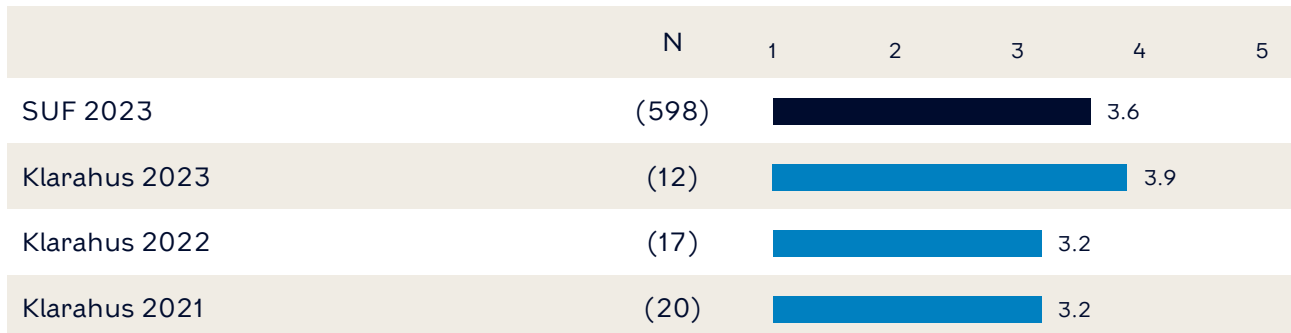 N 1 2 3 4 5
SUF 2023 (598) 3.6
Klarahus 2023 (12) 3.9
Klarahus 2022 (17) 3.2
Klarahus 2021 (20) 3.2